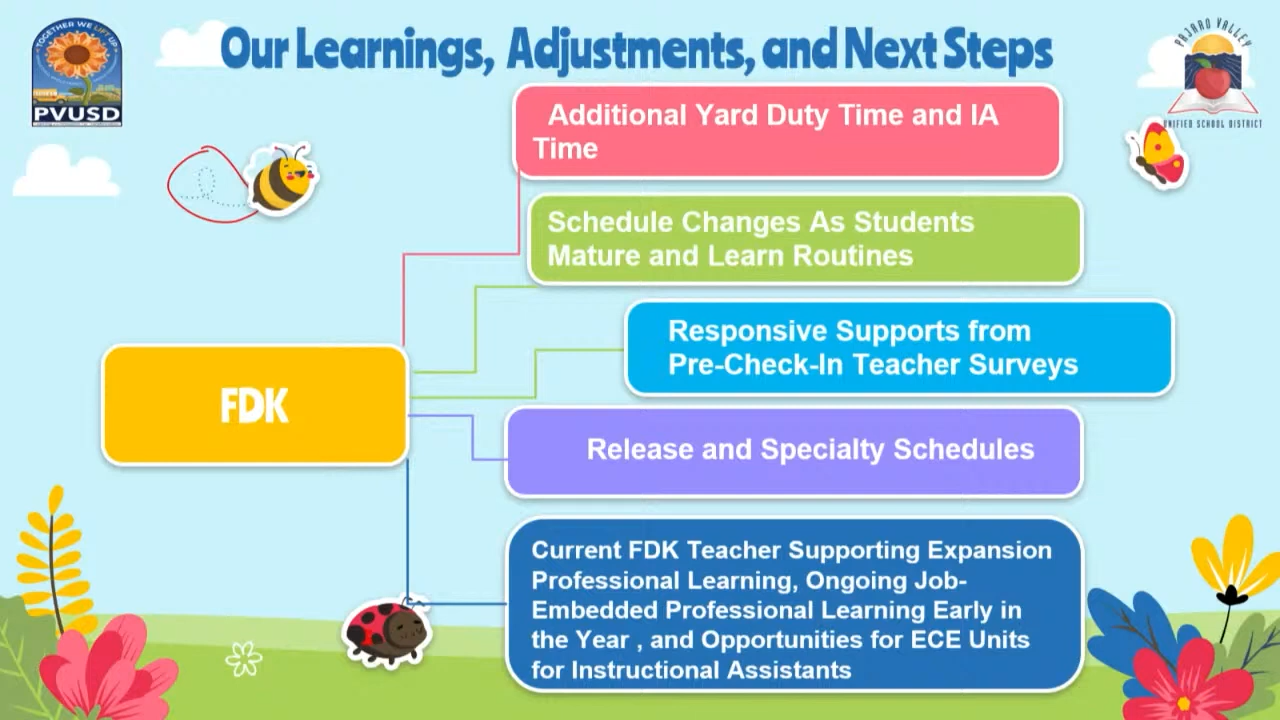 TOGETHER WE LIFT UP
PVUSD
Our Learnings, Adjustments, and Next Steps
PAJARO VALLEY
UNIFIED SCHOOL DISTRICT
Additional Yard Duty Time and IA
Time
Schedule Changes As Students
Mature and Learn Routines
Responsive Supports from
Pre-Check-In Teacher Surveys
FDK
Release and Specialty Schedules
Current FDK Teacher Supporting Expansion
Professional Learning, Ongoing Job-
Embedded Professional Learning Early in
the Year , and Opportunities for ECE Units
for Instructional Assistants